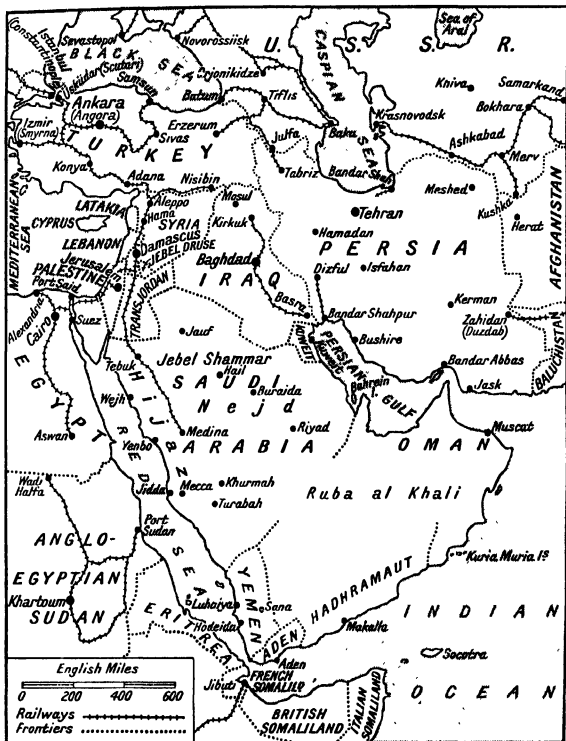 Sea of
Aral
Sevastopol
Novorossiisk
U. S. S. R.
BLACK
SEA
Istanbul
(Constantinople)
Üsküdar (Scutari)
Samsun
Orjonikidze
CASPIAN
SEA
Khiva
Samarkand
Bokhara
Ankara
(Angora)
Batum
Tiflis
Krasnovodsk
Baku
Izmir
(Smyrna)
Sivas
Erzerum
Julfa
Ashkabad
Merv
TURKEY
Konya
Adana
Nisibin
Tabriz
Bandar Shah
Meshed
Kushka
Herat
AFGHANISTAN
MEDITERRANEAN
SEA
LATAKIA
Aleppo
Hama
Mosul
Tehran
CYPRUS
SYRIA
Kirkuk
Hamadan
PERSIA
LEBANON
Damascus
JEBEL DRUSE
Baghdad
Dizful
Isfahan
Jerusalem
PALESTINE
IRAQ
Port Said
TRANSJORDAN
Basra
Kerman
Alexandria
Cairo
Suez
Jauf
Bandar Shahpur
Zahidan
(Duzdab)
KUWEIT
Kuweit
PERSIAN
GULF
Bushire
BALUCHISTAN
EGYPT
Tebuk
Jebel Shammar
Hail
Bandar Abbas
SAUDI
Bahrein I.
Jask
Wejh
Hijaz
Buraida
Nejd
Riyad
Muscat
Aswan
Medina
ARABIA
OMAN
Yenbo
RED
SEA
Wadi
Halfa
Jidda
Mecca
Khurmah
Turabah
Ruba al Khali
Port
Sudan
ANGLO-
EGYPTIAN
SUDAN
Kuria Muria Is
Khartoum
YEMEN
HADHRAMAUT
INDIAN
OCEAN
Luhaiya
Sana
ERITREA
Hodeida
ADEN
Makalla
Socotra
Aden
Jibuti
FRENCH
SOMALILD
BRITISH
SOMALILAND
ITALIAN
SOMALILAND
English Miles
0 200 400 600
Railways
Frontiers